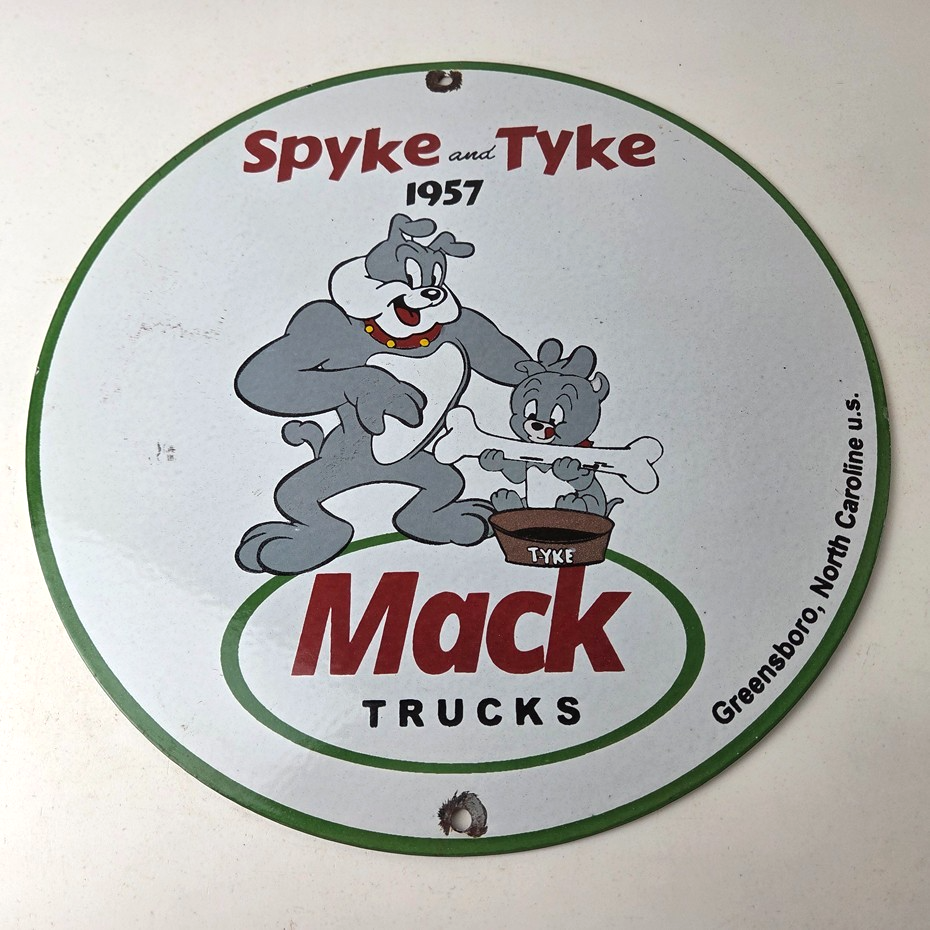 Spyke and Tyke
1957
TYKE
Mack
TRUCKS
Greensboro, North Caroline u.s.